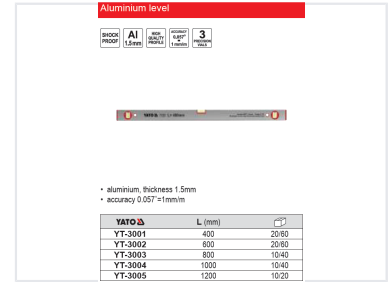 Aluminium level
SHOCK PROOF
Al 1.5mm
HIGH QUALITY PROFILE
ACCURACY 0.057° 1 mm/m
3 PRECISION VIALS
YATO
• aluminium, thickness 1.5mm
• accuracy 0.057°=1mm/m
YATO L (mm)
YT-3001 400 20/60
YT-3002 600 20/60
YT-3003 800 10/40
YT-3004 1000 10/40
YT-3005 1200 10/20